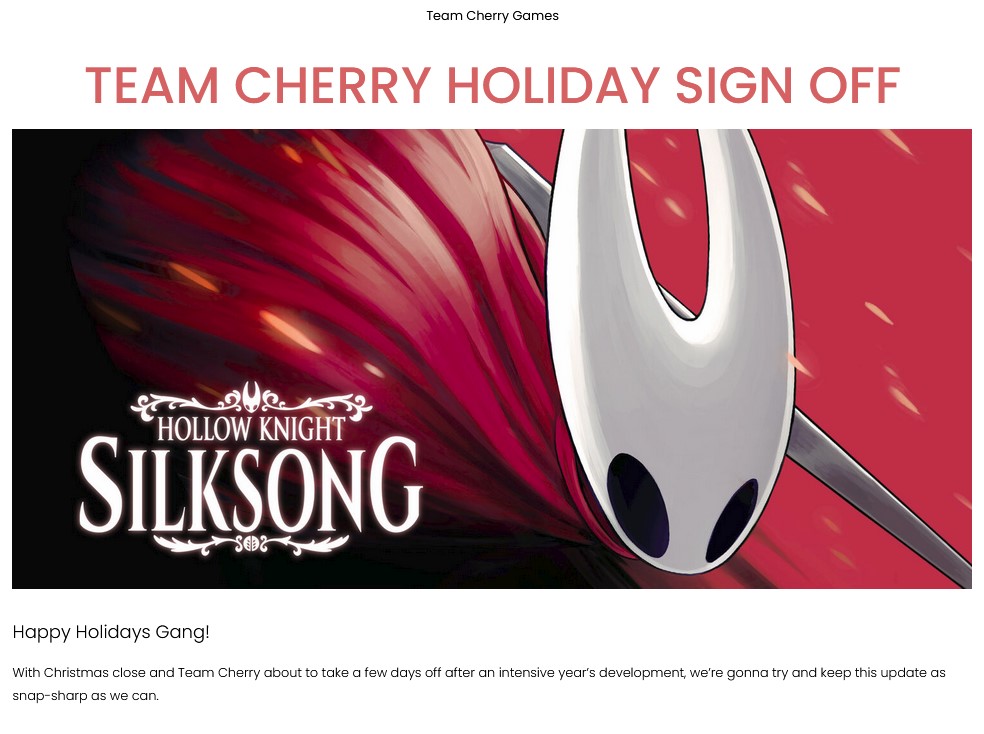 Team Cherry Games
TEAM CHERRY HOLIDAY SIGN OFF
HOLLOW KNIGHT
SILKSONG
Happy Holidays Gang!
With Christmas close and Team Cherry about to take a few days off after an intensive year’s development, we’re gonna try and keep this update as
snap-sharp as we can.